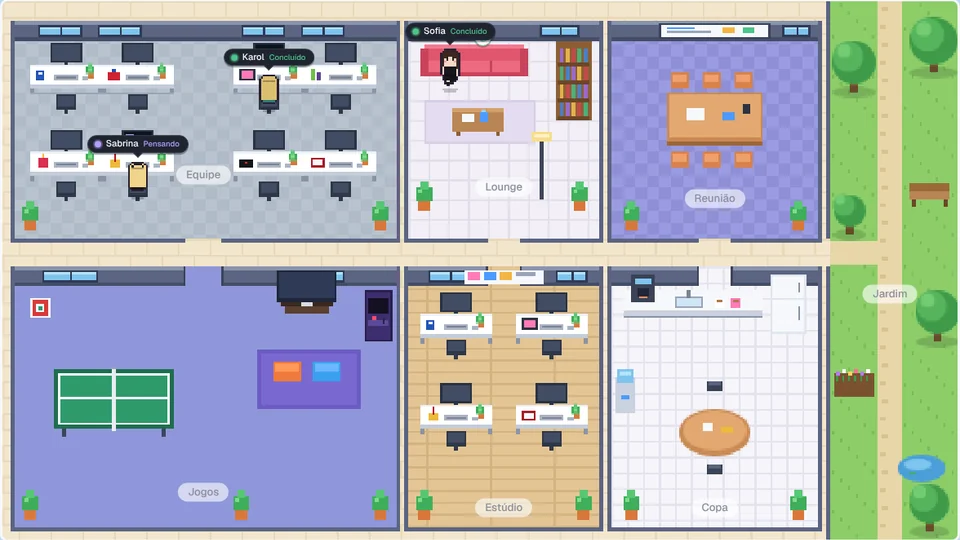 Sofia Concluído
Karol Concluído
Sabrina Pensando
Equipe
Lounge
Reunião
Jardim
Jogos
Estúdio
Copa